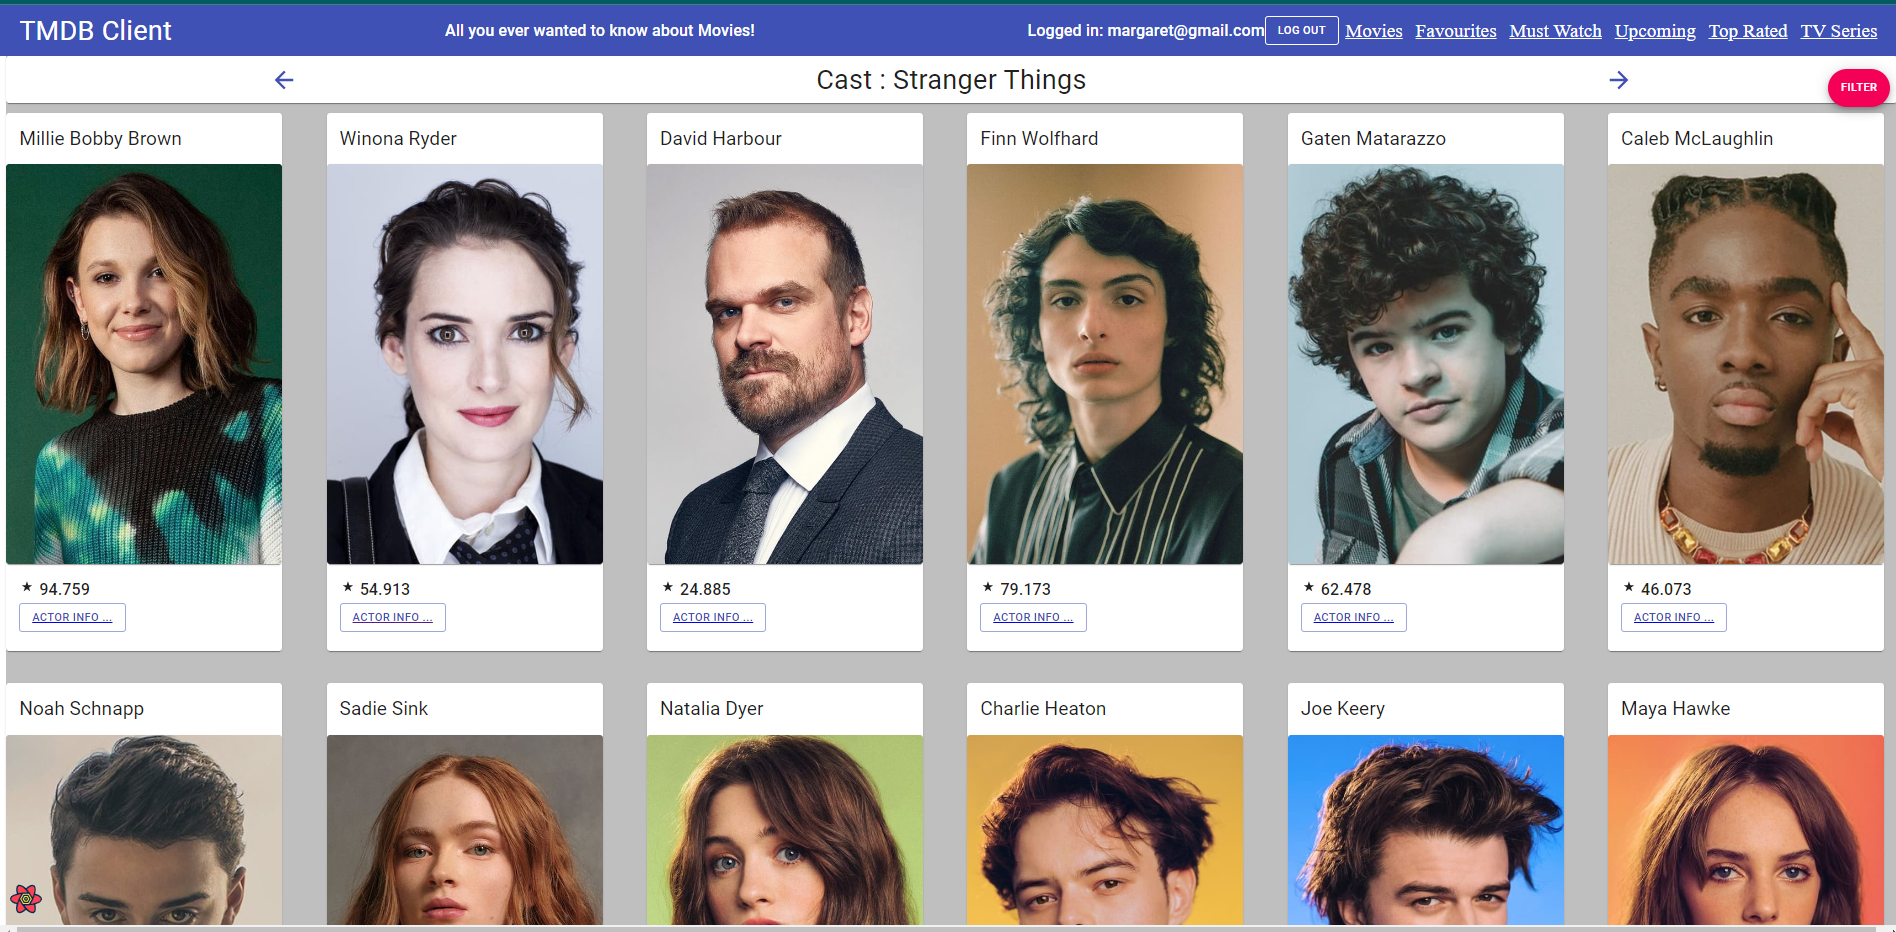 TMDB Client
All you ever wanted to know about Movies!
Logged in: margaret@gmail.com
LOG OUT
Movies Favourites Must Watch Upcoming Top Rated TV Series
Cast : Stranger Things
FILTER
Millie Bobby Brown
Winona Ryder
David Harbour
Finn Wolfhard
Gaten Matarazzo
Caleb McLaughlin
★ 94.759
★ 54.913
★ 24.885
★ 79.173
★ 62.478
★ 46.073
ACTOR INFO ...
ACTOR INFO ...
ACTOR INFO ...
ACTOR INFO ...
ACTOR INFO ...
ACTOR INFO ...
Noah Schnapp
Sadie Sink
Natalia Dyer
Charlie Heaton
Joe Keery
Maya Hawke